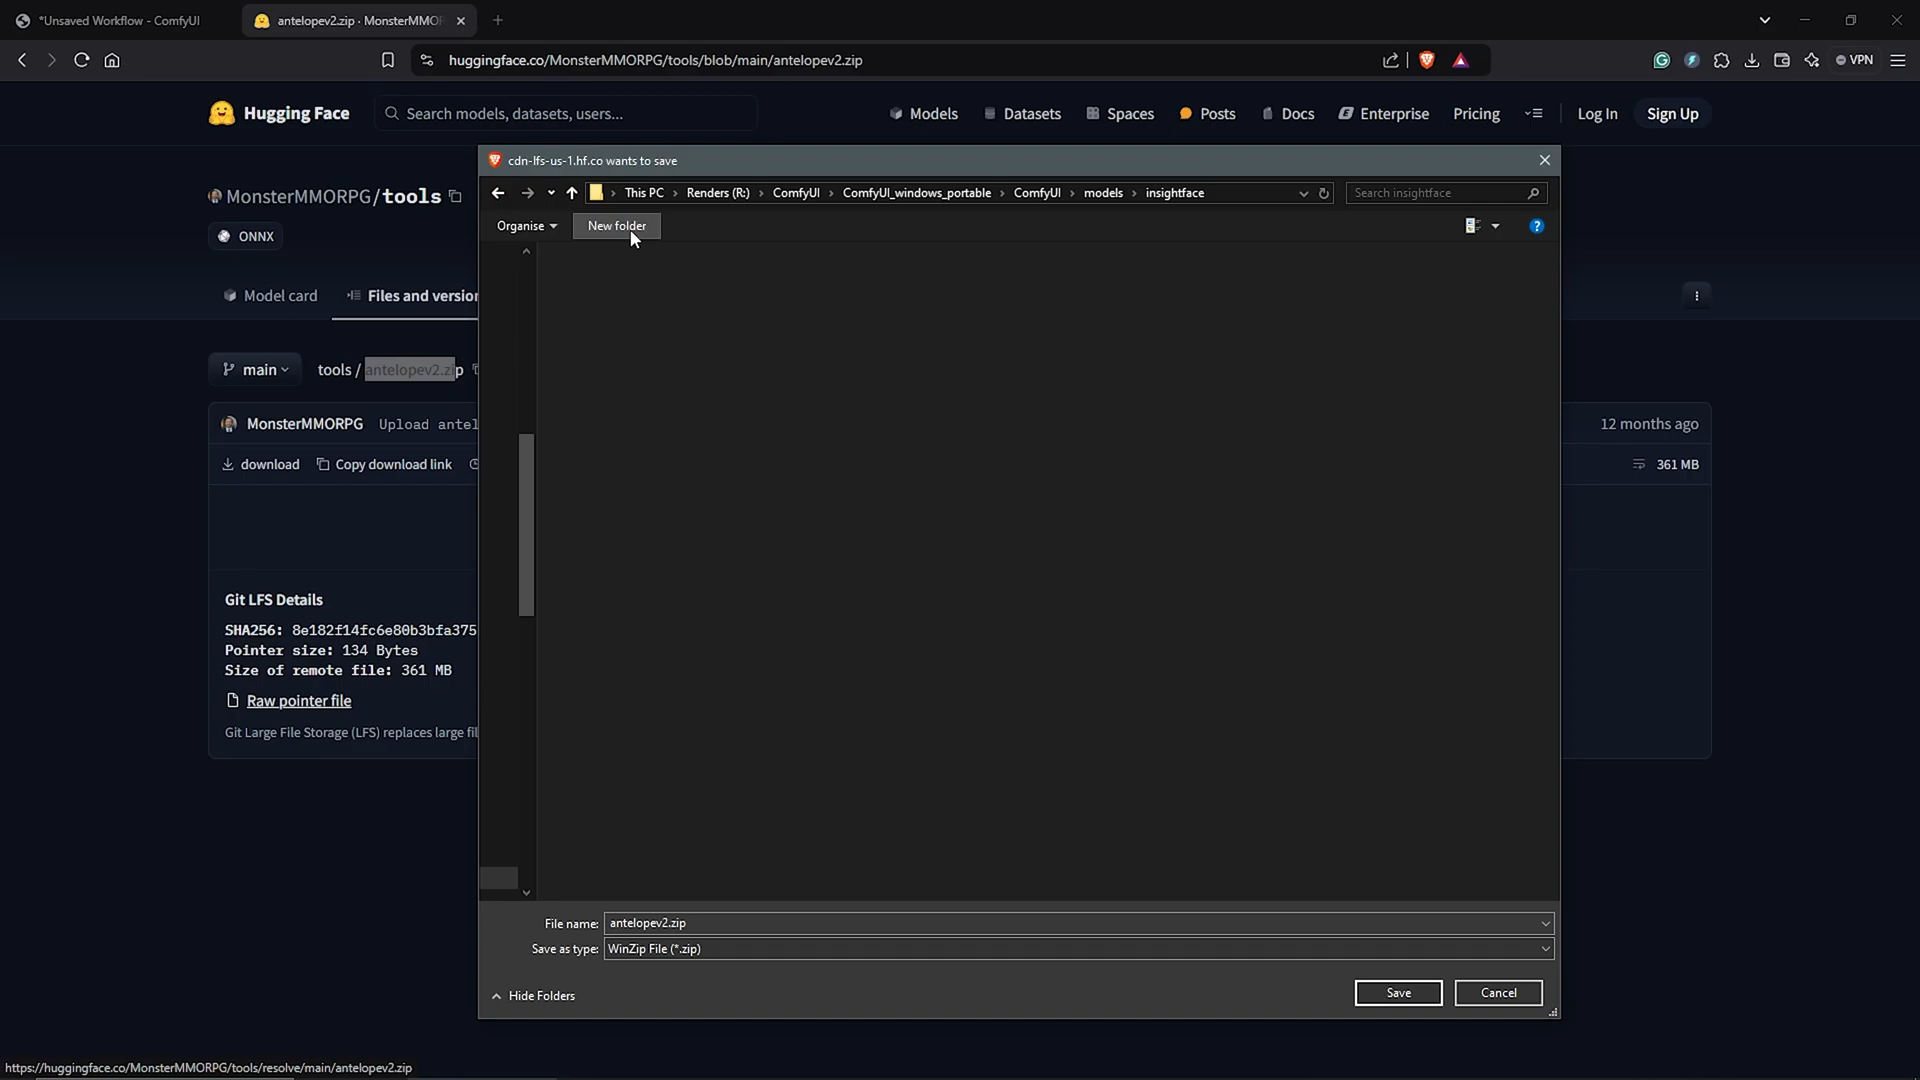 *Unsaved Workflow - ComfyUI
antelopev2.zip · MonsterMMOR
huggingface.co/MonsterMMORPG/tools/blob/main/antelopev2.zip
VPN
Hugging Face
Search models, datasets, users...
Models
Datasets
Spaces
Posts
Docs
Enterprise
Pricing
Log In
Sign Up
cdn-lfs-us-1.hf.co wants to save
This PC > Renders (R:) > ComfyUI > ComfyUI_windows_portable > ComfyUI > models > insightface
Search insightface
Organise
New folder
MonsterMMORPG/tools
ONNX
Model card
Files and version
main
tools / antelopev2.zip
MonsterMMORPG Upload antel
12 months ago
download
Copy download link
361 MB
Git LFS Details
SHA256: 8e182f14fc6e80b3bfa375
Pointer size: 134 Bytes
Size of remote file: 361 MB
Raw pointer file
Git Large File Storage (LFS) replaces large fil
File name: antelopev2.zip
Save as type: WinZip File (*.zip)
Hide Folders
Save
Cancel
https://huggingface.co/MonsterMMORPG/tools/resolve/main/antelopev2.zip